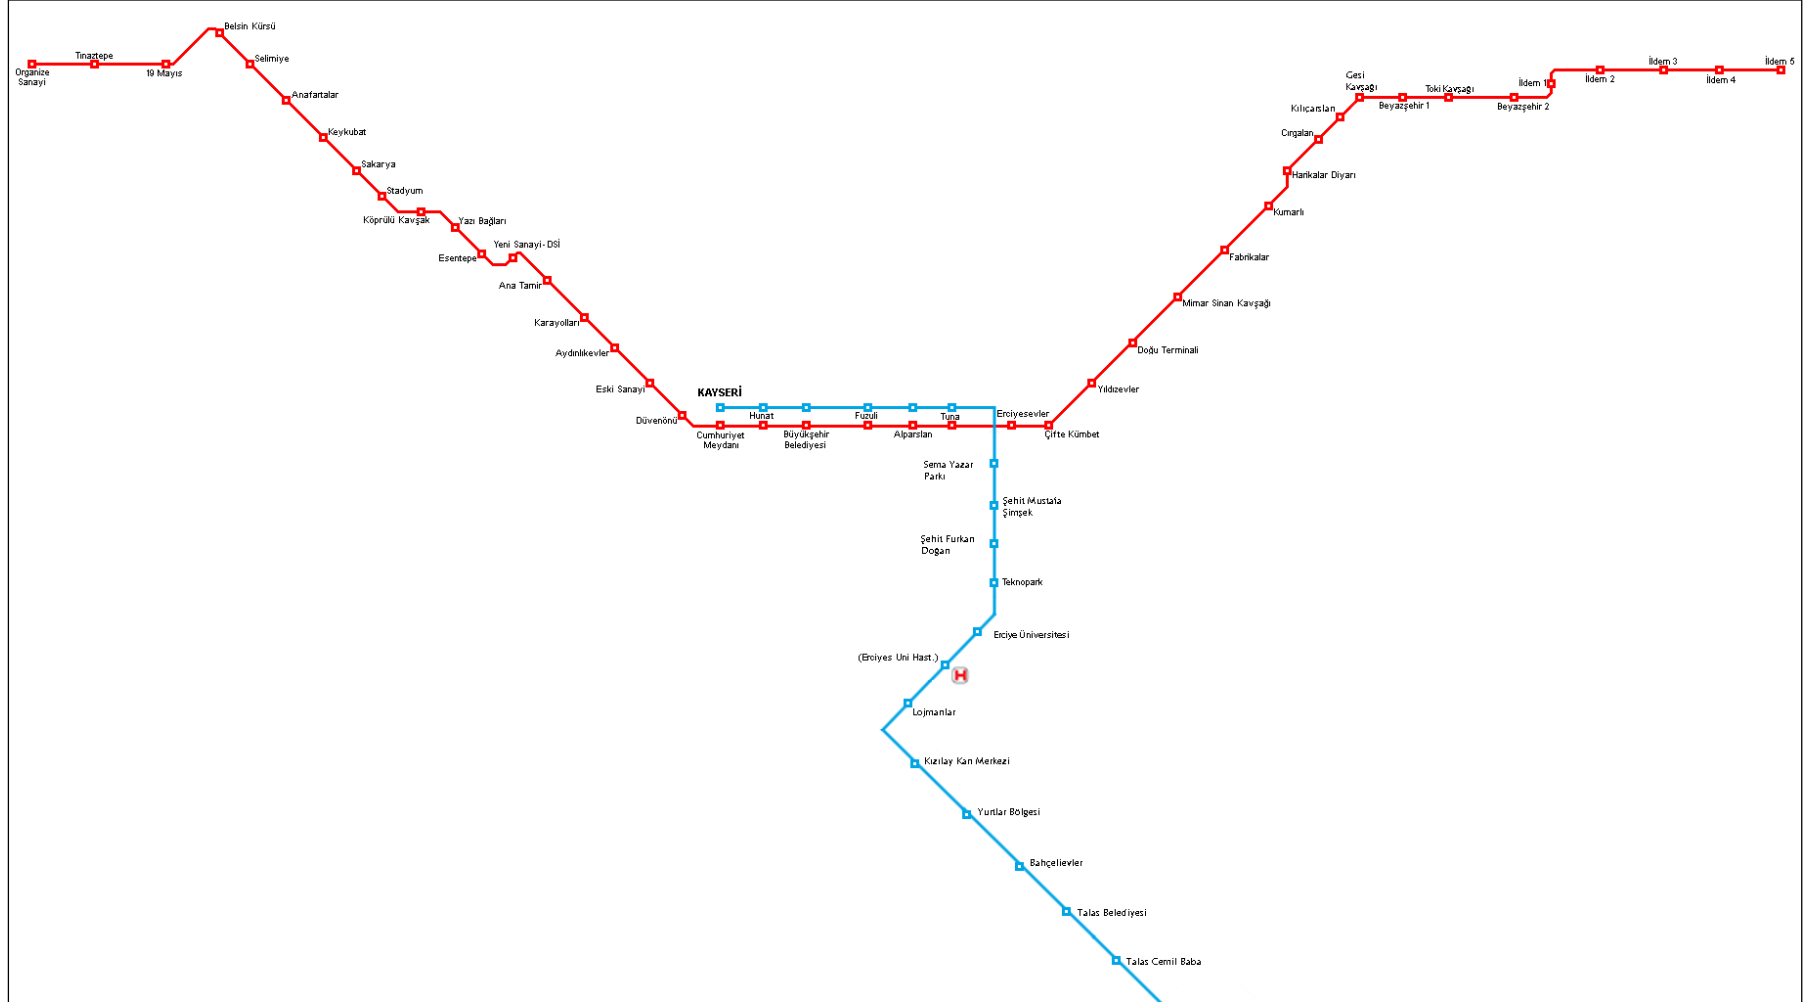 Belsin Kürsü
Tınaztepe
Organize
Sanayi
19 Mayıs
Selimiye
Anafartalar
Keykubat
Sakarya
Stadyum
Köprülü Kavşak
Yazı Bağları
Esentepe
Yeni Sanayi-DSİ
Ana Tamir
Karayolları
Aydınlıkevler
Eski Sanayi
Düvenönü
KAYSERİ
Cumhuriyet
Meydanı
Hunat
Büyükşehir
Belediyesi
Fuzuli
Alparslan
Tuna
Erciyesevler
Çifte Kümbet
Yıldızevler
Doğu Terminali
Mimar Sinan Kavşağı
Fabrikalar
Kumarlı
Harikalar Diyarı
Cırgalan
Kılıçarslan
Gesi
Kavşağı
Beyazşehir 1
Toki Kavşağı
Beyazşehir 2
İldem 1
İldem 2
İldem 3
İldem 4
İldem 5
Sema Yazar
Parkı
Şehit Mustafa
Şimşek
Şehit Furkan
Doğan
Teknopark
Erciye Üniversitesi
(Erciyes Uni Hast.)
H
Lojmanlar
Kızılay Kan Merkezi
Yurtlar Bölgesi
Bahçelievler
Talas Belediyesi
Talas Cemil Baba